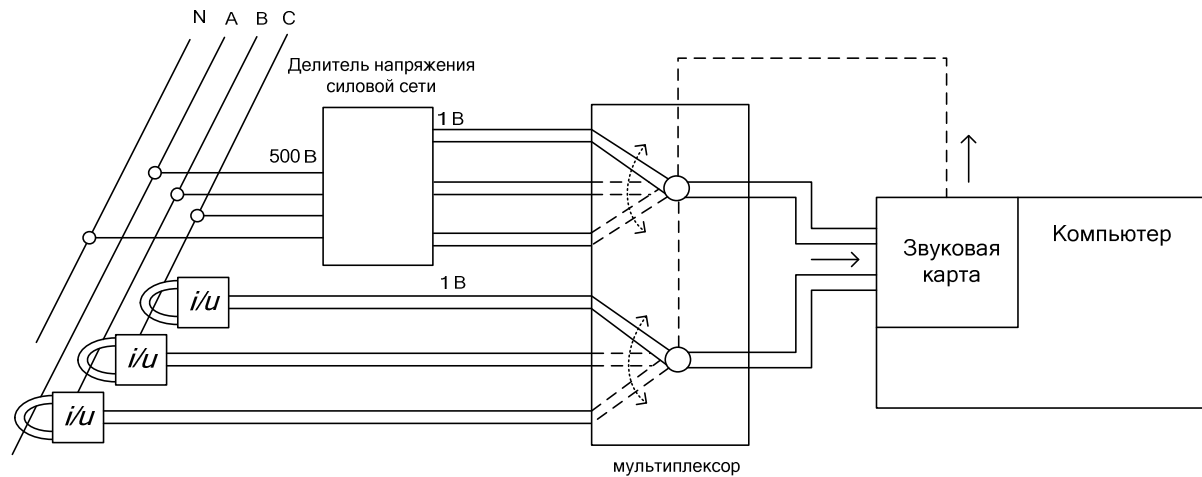 N A B C
Делитель напряжения
силовой сети
1 В
500 В
1 В
i/u
i/u
i/u
Звуковая
карта
Компьютер
мультиплексор